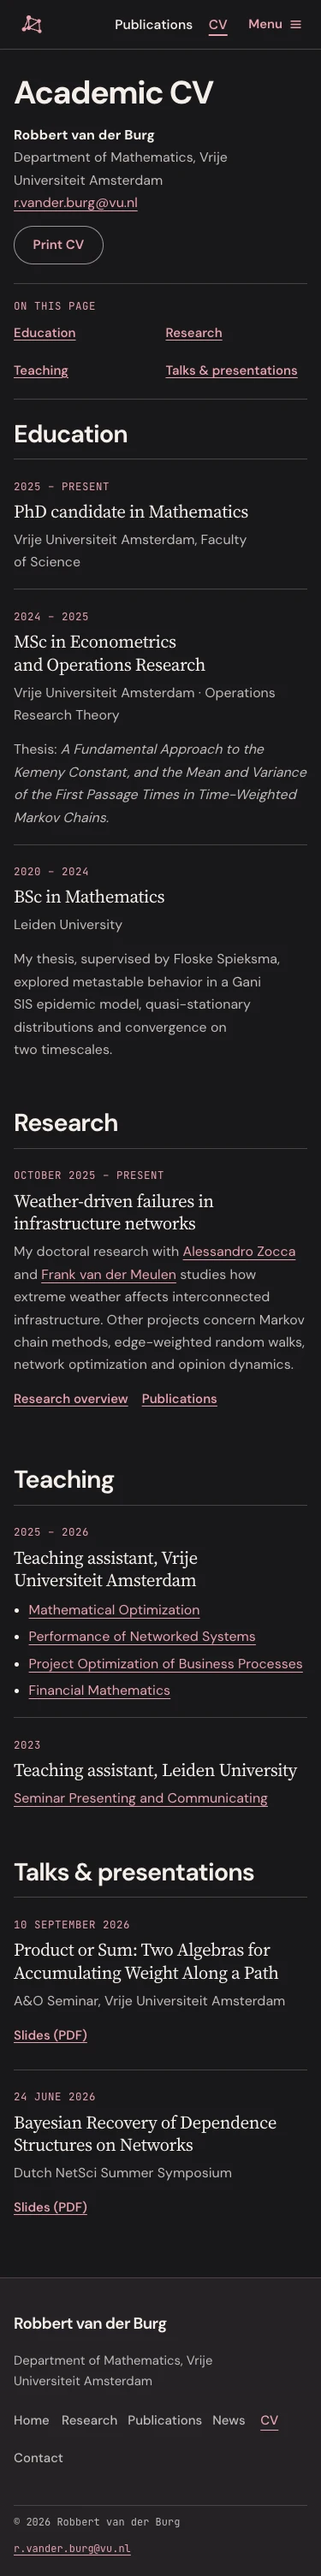 Publications CV Menu
Academic CV
Robbert van der Burg
Department of Mathematics, Vrije
Universiteit Amsterdam
r.vander.burg@vu.nl
Print CV
ON THIS PAGE
Education Research
Teaching Talks & presentations
Education
2025 – PRESENT
PhD candidate in Mathematics
Vrije Universiteit Amsterdam, Faculty
of Science
2024 – 2025
MSc in Econometrics
and Operations Research
Vrije Universiteit Amsterdam · Operations
Research Theory
Thesis: A Fundamental Approach to the
Kemeny Constant, and the Mean and Variance
of the First Passage Times in Time-Weighted
Markov Chains.
2020 – 2024
BSc in Mathematics
Leiden University
My thesis, supervised by Floske Spieksma,
explored metastable behavior in a Gani
SIS epidemic model, quasi-stationary
distributions and convergence on
two timescales.
Research
OCTOBER 2025 – PRESENT
Weather-driven failures in
infrastructure networks
My doctoral research with Alessandro Zocca
and Frank van der Meulen studies how
extreme weather affects interconnected
infrastructure. Other projects concern Markov
chain methods, edge-weighted random walks,
network optimization and opinion dynamics.
Research overview Publications
Teaching
2025 – 2026
Teaching assistant, Vrije
Universiteit Amsterdam
• Mathematical Optimization
• Performance of Networked Systems
• Project Optimization of Business Processes
• Financial Mathematics
2023
Teaching assistant, Leiden University
Seminar Presenting and Communicating
Talks & presentations
10 SEPTEMBER 2026
Product or Sum: Two Algebras for
Accumulating Weight Along a Path
A&O Seminar, Vrije Universiteit Amsterdam
Slides (PDF)
24 JUNE 2026
Bayesian Recovery of Dependence
Structures on Networks
Dutch NetSci Summer Symposium
Slides (PDF)
Robbert van der Burg
Department of Mathematics, Vrije
Universiteit Amsterdam
Home Research Publications News CV
Contact
© 2026 Robbert van der Burg
r.vander.burg@vu.nl